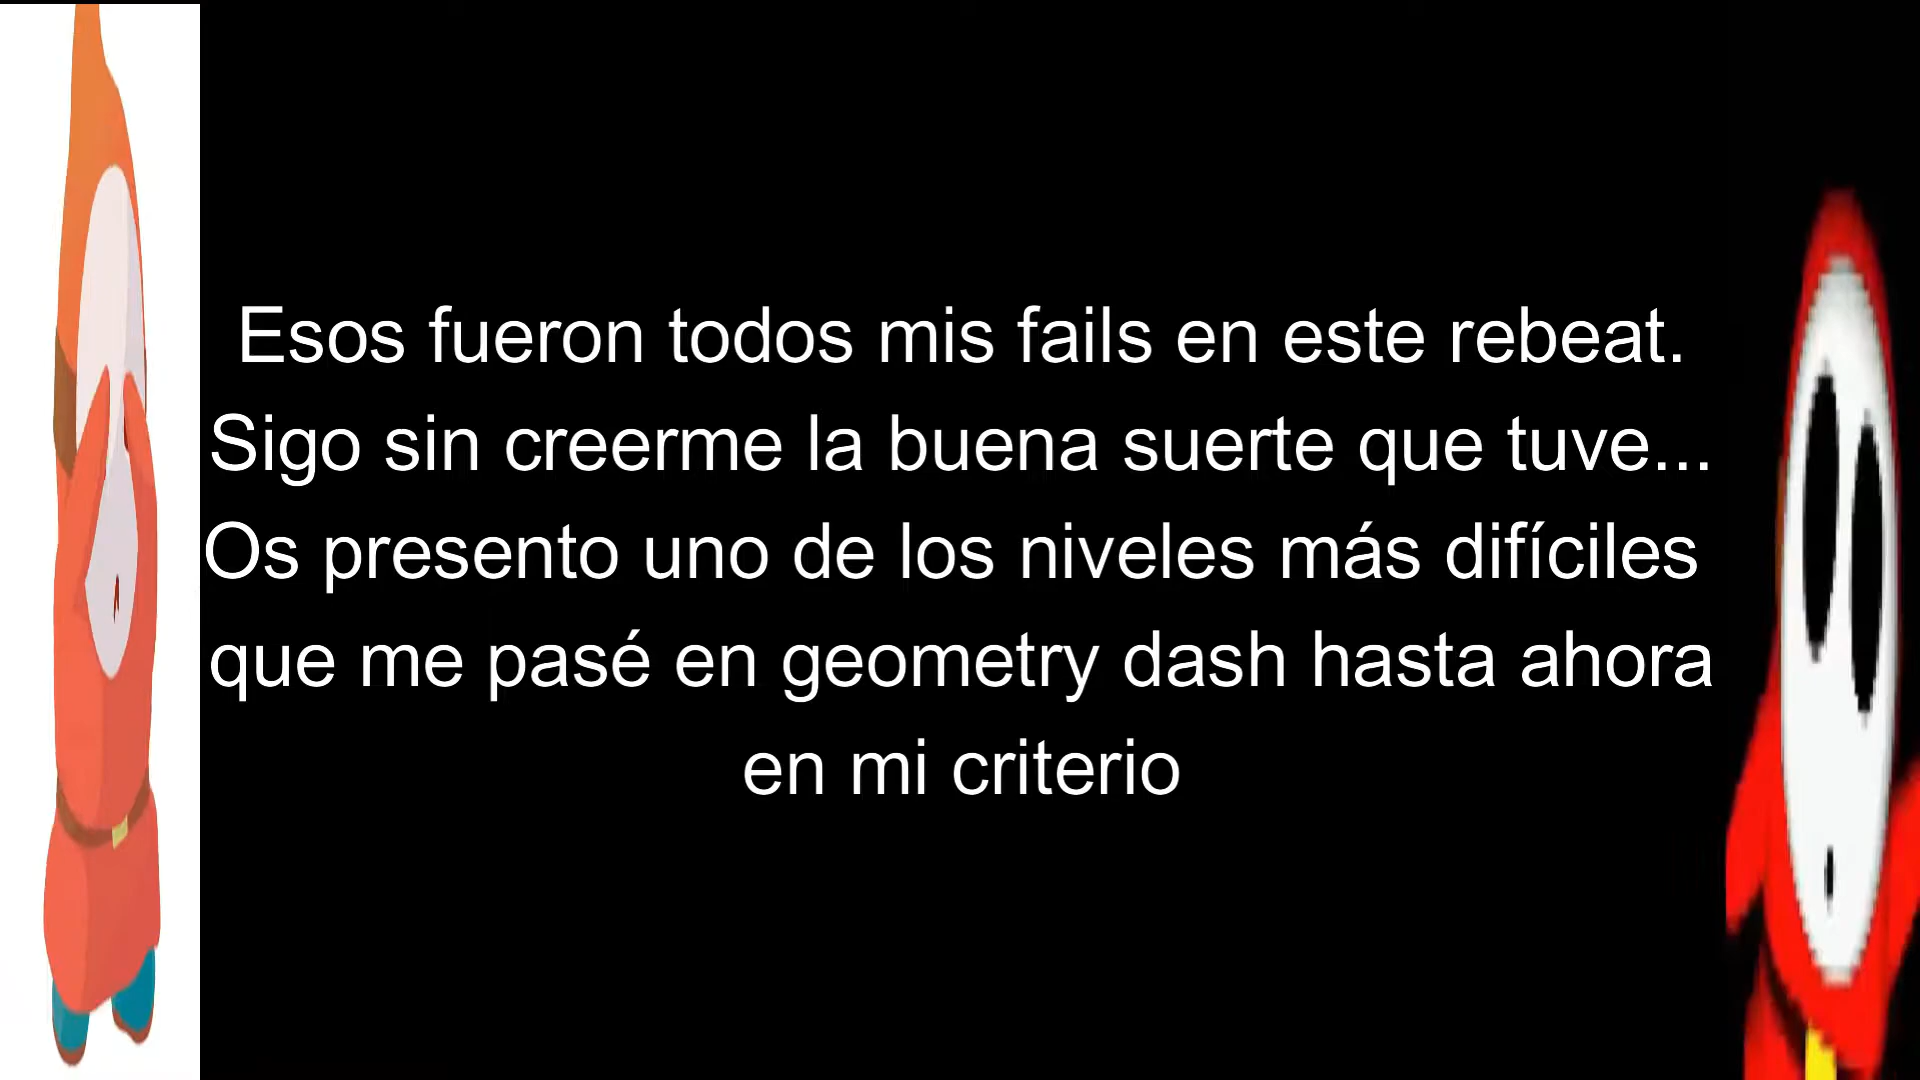 Esos fueron todos mis fails en este rebeat.
Sigo sin creerme la buena suerte que tuve...
Os presento uno de los niveles más difíciles
que me pasé en geometry dash hasta ahora
en mi criterio